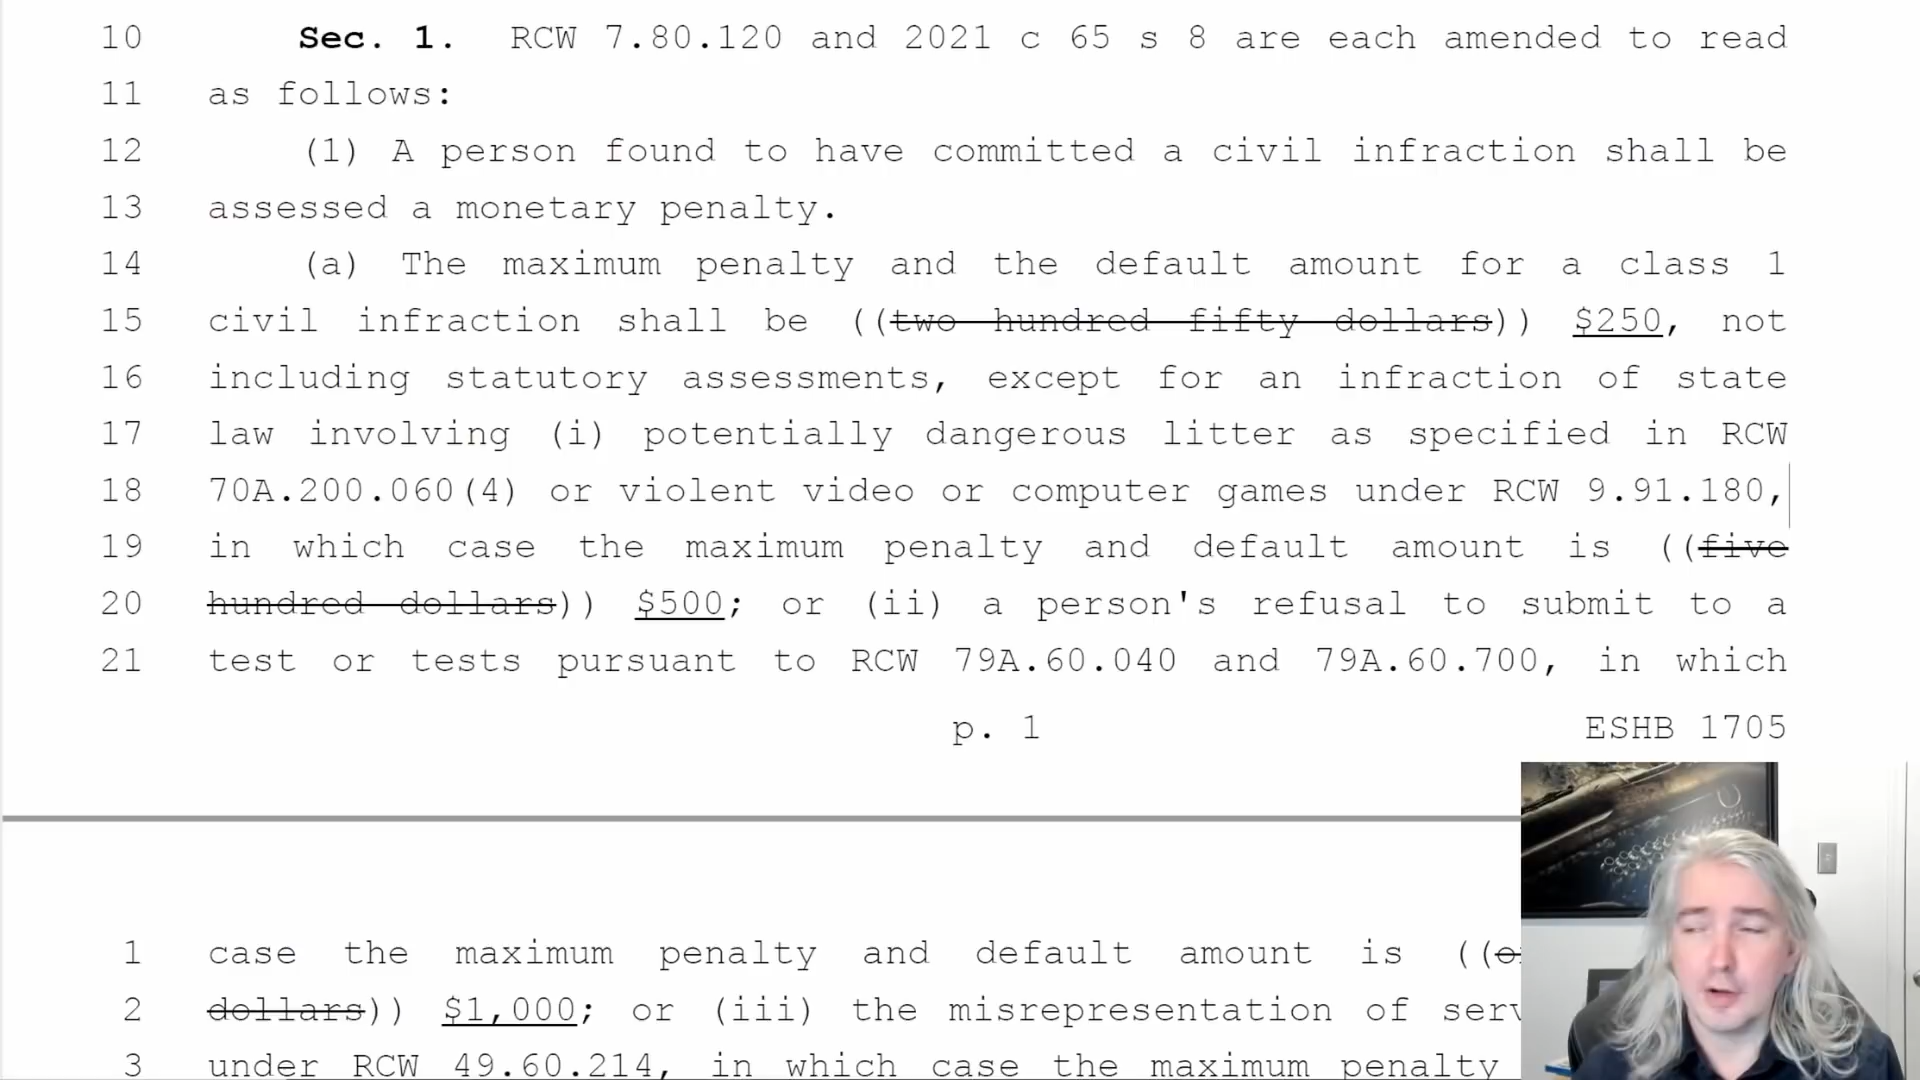 10 Sec. 1. RCW 7.80.120 and 2021 c 65 s 8 are each amended to read
11 as follows:
12 (1) A person found to have committed a civil infraction shall be
13 assessed a monetary penalty.
14 (a) The maximum penalty and the default amount for a class 1
15 civil infraction shall be ((two hundred fifty dollars)) $250, not
16 including statutory assessments, except for an infraction of state
17 law involving (i) potentially dangerous litter as specified in RCW
18 70A.200.060(4) or violent video or computer games under RCW 9.91.180,
19 in which case the maximum penalty and default amount is ((five
20 hundred dollars)) $500; or (ii) a person's refusal to submit to a
21 test or tests pursuant to RCW 79A.60.040 and 79A.60.700, in which
p. 1 ESHB 1705
1 case the maximum penalty and default amount is ((
2 dollars)) $1,000; or (iii) the misrepresentation of
3 under RCW 49.60.214, in which case the maximum penalty